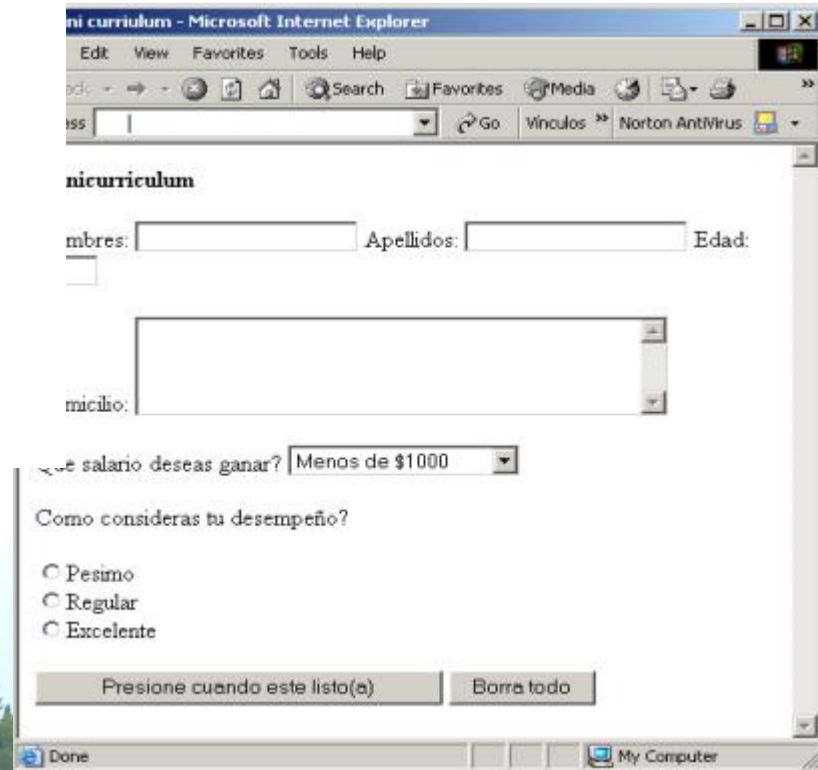 ni curriulum - Microsoft Internet Explorer
Edit View Favorites Tools Help
Search Favorites Media »
ess Go Vínculos » Norton AntiVirus
nicurriculum
mbres: Apellidos: Edad:
micilio:
salario deseas ganar? Menos de $1000
Como consideras tu desempeño?
Pesimo
Regular
Excelente
Presione cuando este listo(a) Borra todo
Done My Computer